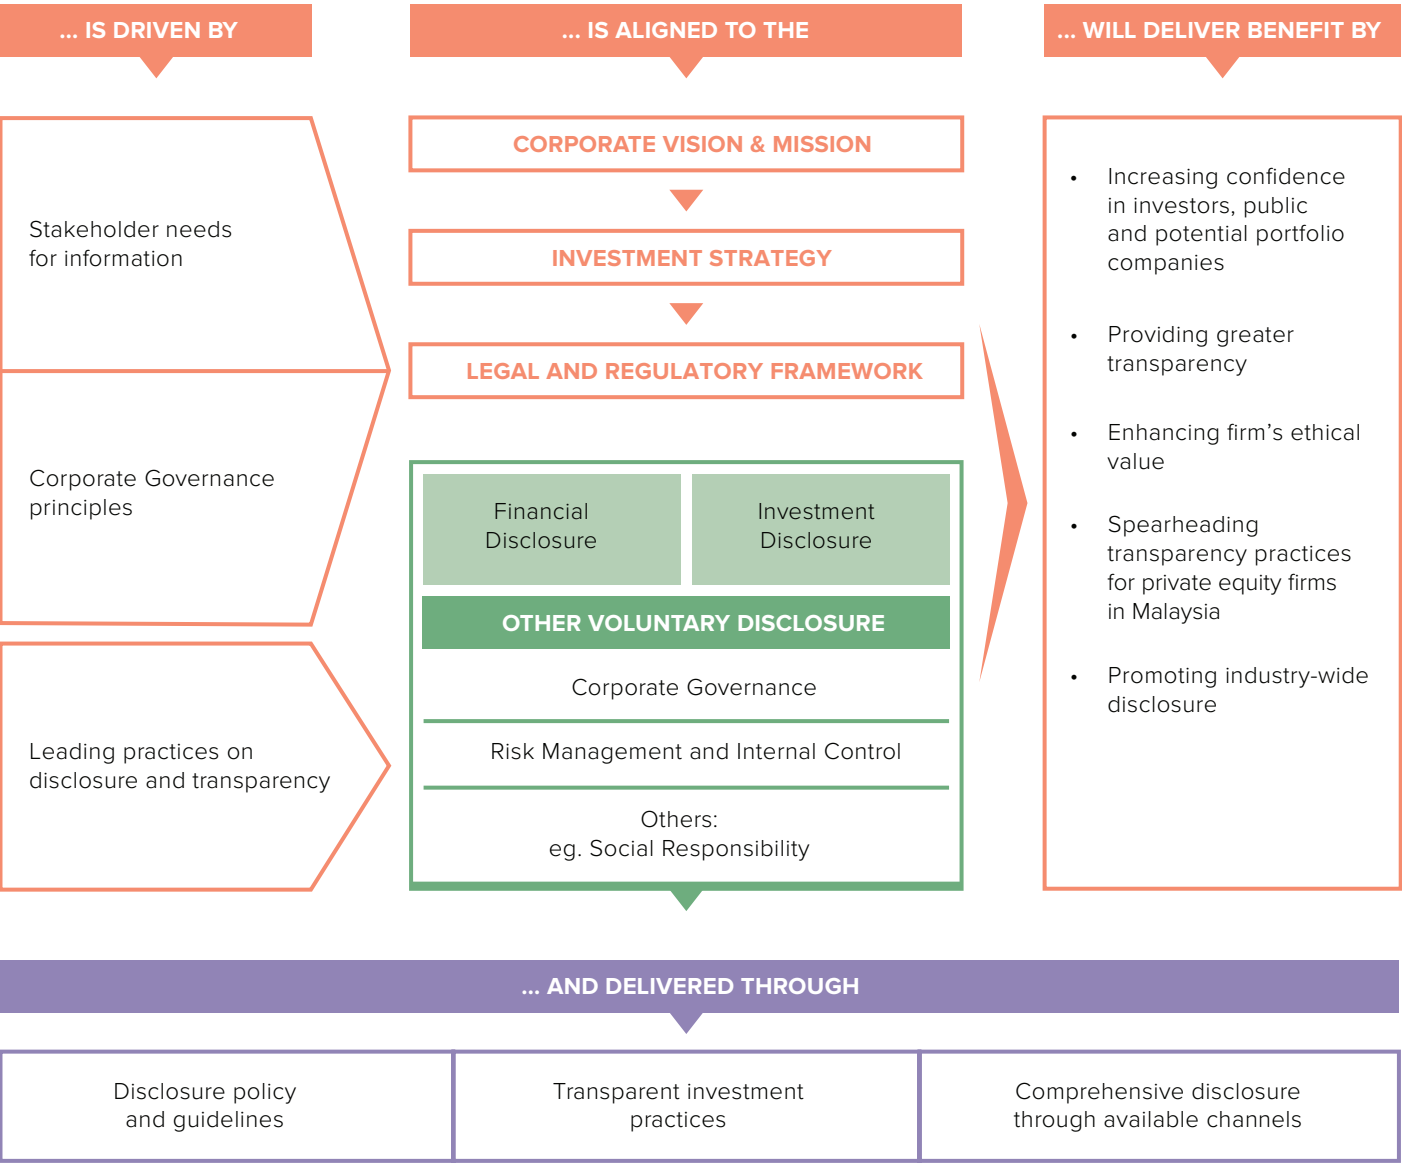 ... IS DRIVEN BY
Stakeholder needs
for information
Corporate Governance
principles
Leading practices on
disclosure and transparency
... IS ALIGNED TO THE
CORPORATE VISION & MISSION
INVESTMENT STRATEGY
LEGAL AND REGULATORY FRAMEWORK
Financial
Disclosure
Investment
Disclosure
OTHER VOLUNTARY DISCLOSURE
Corporate Governance
Risk Management and Internal Control
Others:
eg. Social Responsibility
... WILL DELIVER BENEFIT BY
• Increasing confidence
in investors, public
and potential portfolio
companies
• Providing greater
transparency
• Enhancing firm’s ethical
value
• Spearheading
transparency practices
for private equity firms
in Malaysia
• Promoting industry-wide
disclosure
... AND DELIVERED THROUGH
Disclosure policy
and guidelines
Transparent investment
practices
Comprehensive disclosure
through available channels